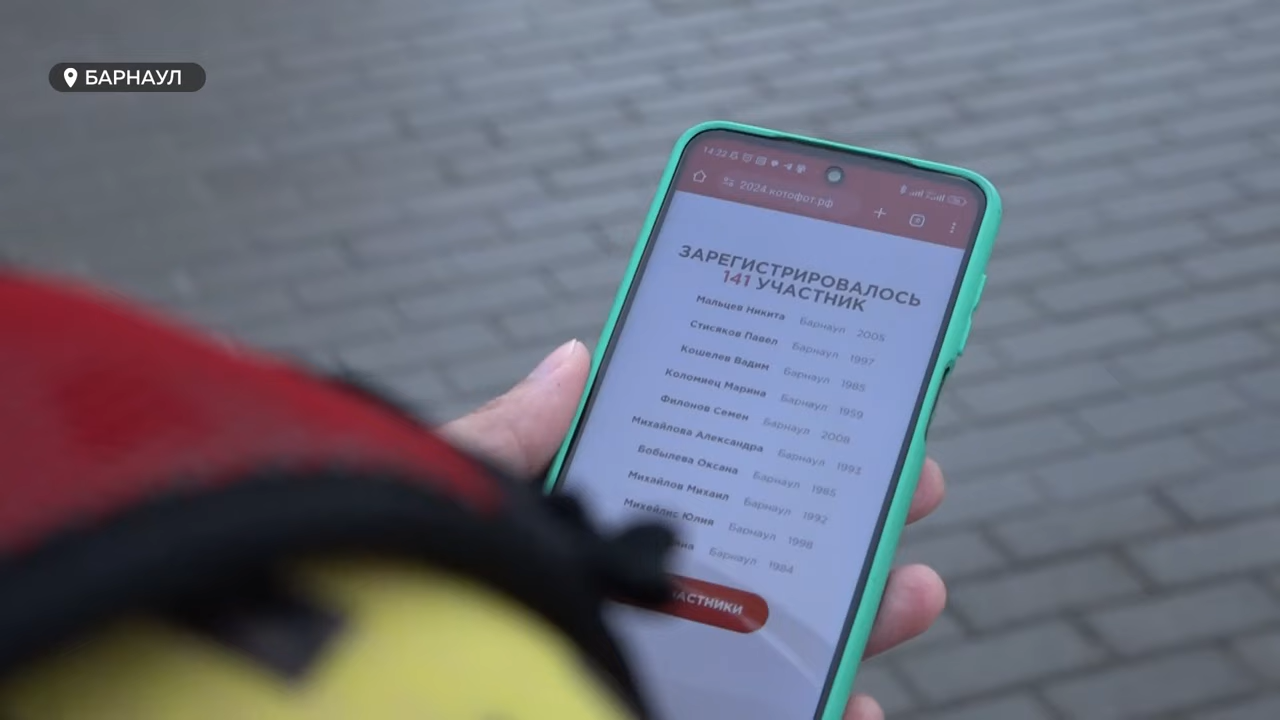 БАРНАУЛ
14:22
2024.котофот.рф
ЗАРЕГИСТРИРОВАЛОСЬ
141 УЧАСТНИК
Мальцев Никита Барнаул 2005
Стисяков Павел Барнаул 1997
Кошелев Вадим Барнаул 1985
Коломиец Марина Барнаул 1959
Филонов Семен Барнаул 2008
Михайлова Александра Барнаул 1993
Бобылева Оксана Барнаул 1985
Михайлов Михаил Барнаул 1992
Михейлис Юлия Барнаул 1998
Барнаул 1984